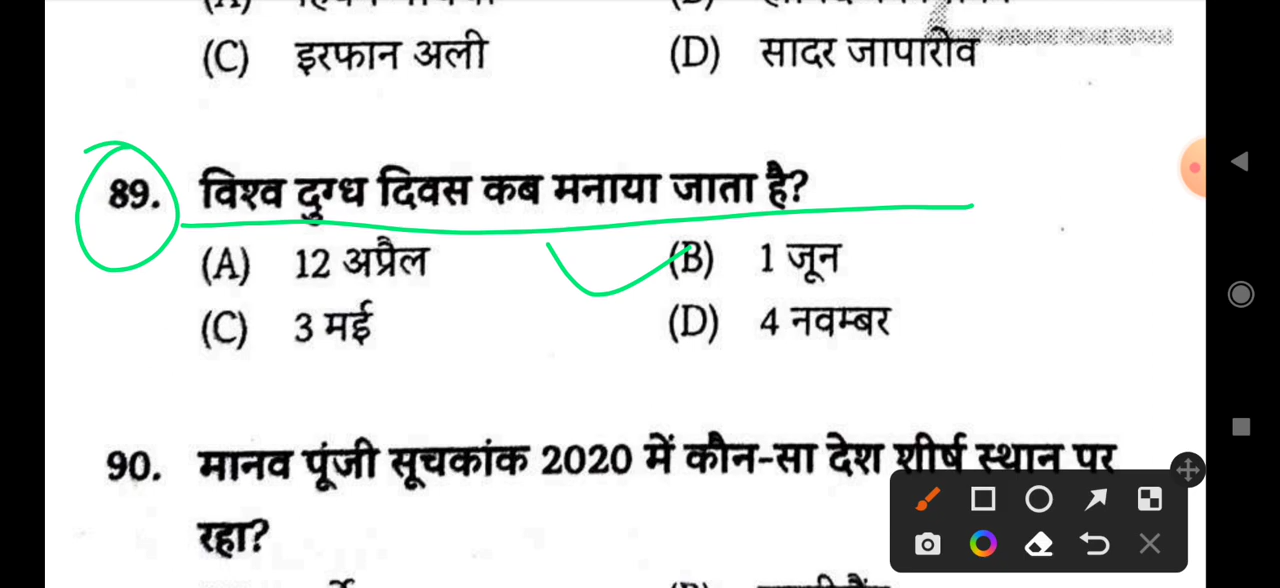 (C) इरफान अली (D) सादर जापारोव
89. विश्व दुग्ध दिवस कब मनाया जाता है?
(A) 12 अप्रैल (B) 1 जून
(C) 3 मई (D) 4 नवम्बर
90. मानव पूंजी सूचकांक 2020 में कौन-सा देश शीर्ष स्थान पर
रहा?